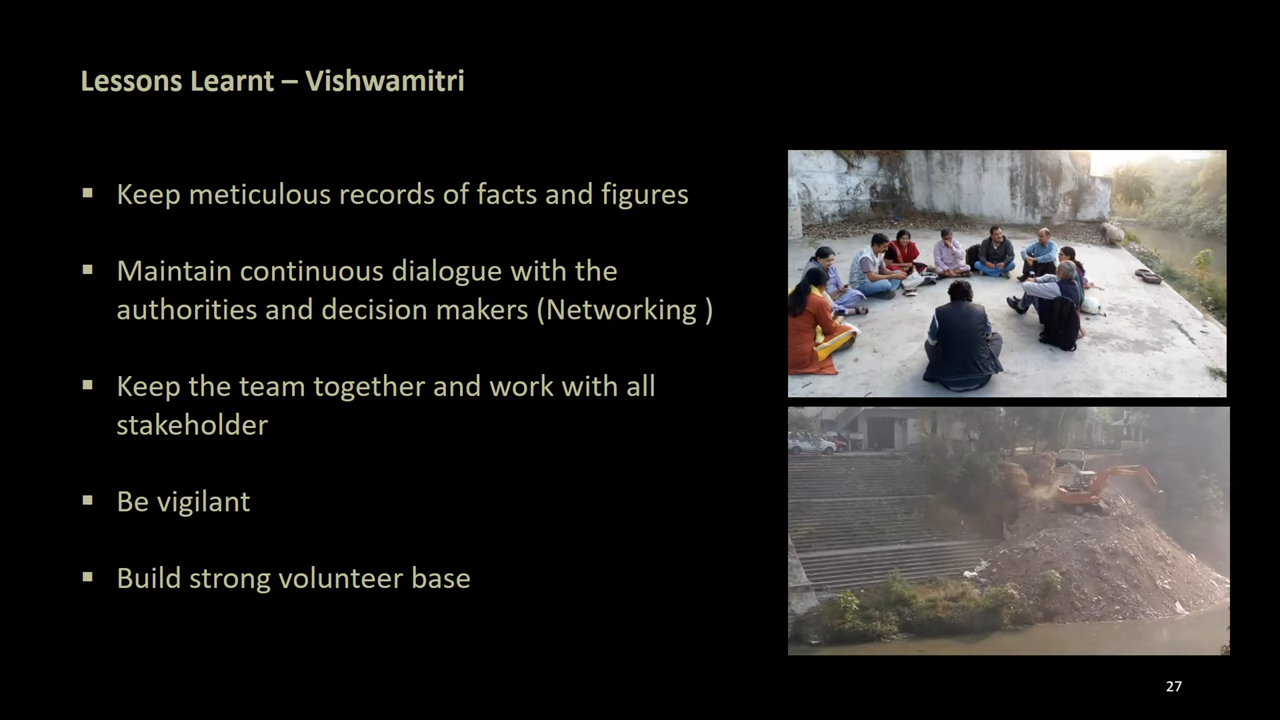 Lessons Learnt – Vishwamitri
▪ Keep meticulous records of facts and figures
▪ Maintain continuous dialogue with the
authorities and decision makers (Networking )
▪ Keep the team together and work with all
stakeholder
▪ Be vigilant
▪ Build strong volunteer base
27